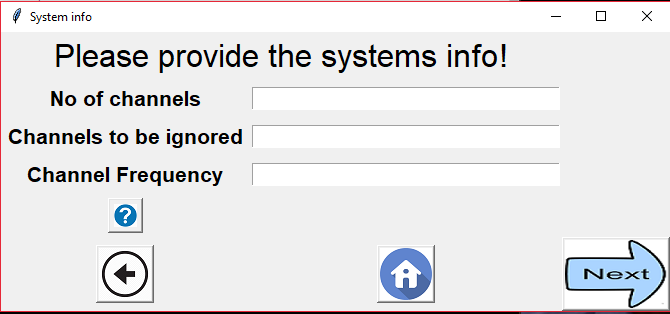 System info
Please provide the systems info!
No of channels
Channels to be ignored
Channel Frequency
?
Next